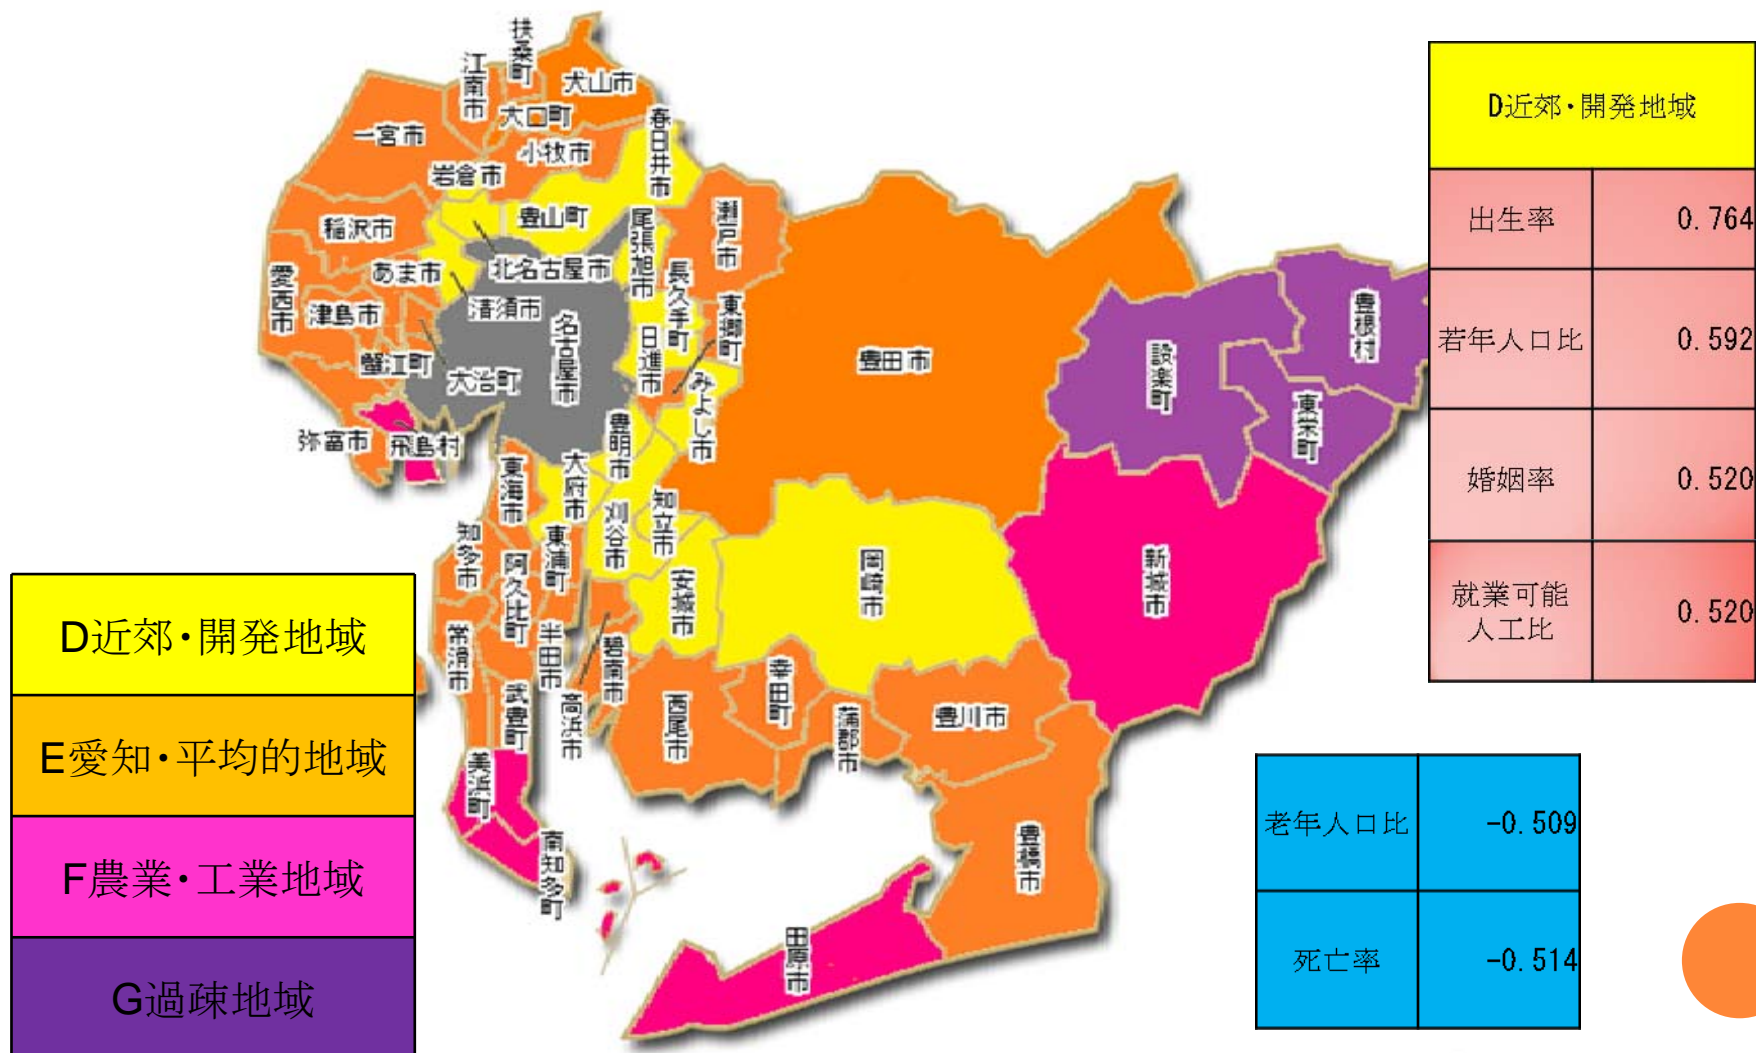 扶桑町
江南市
犬山市
大口町
春日井市
一宮市
小牧市
岩倉市
瀬戸市
豊山町
尾張旭市
稲沢市
北名古屋市
あま市
長久手町
愛西市
東郷町
津島市
清須市
名古屋市
日進市
豊田市
豊根村
設楽町
蟹江町
大治町
みよし市
東栄町
豊明市
弥富市
飛島村
東海市
大府市
刈谷市
知立市
知多市
阿久比町
東浦町
岡崎市
新城市
安城市
常滑市
半田市
碧南市
武豊町
高浜市
西尾市
幸田町
蒲郡市
豊川市
美浜町
南知多町
豊橋市
田原市
D近郊・開発地域
E愛知・平均的地域
F農業・工業地域
G過疎地域
D近郊・開発地域
出生率 0.764
若年人口比 0.592
婚姻率 0.520
就業可能
人工比 0.520
老年人口比 -0.509
死亡率 -0.514